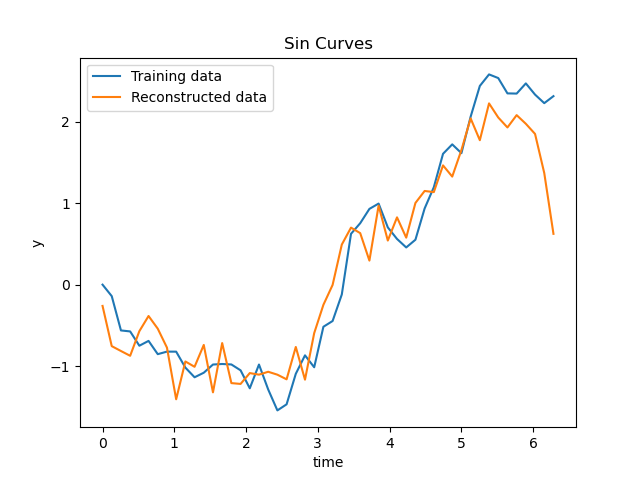 Sin Curves
Training data
Reconstructed data
y
2
1
0
−1
0 1 2 3 4 5 6
time